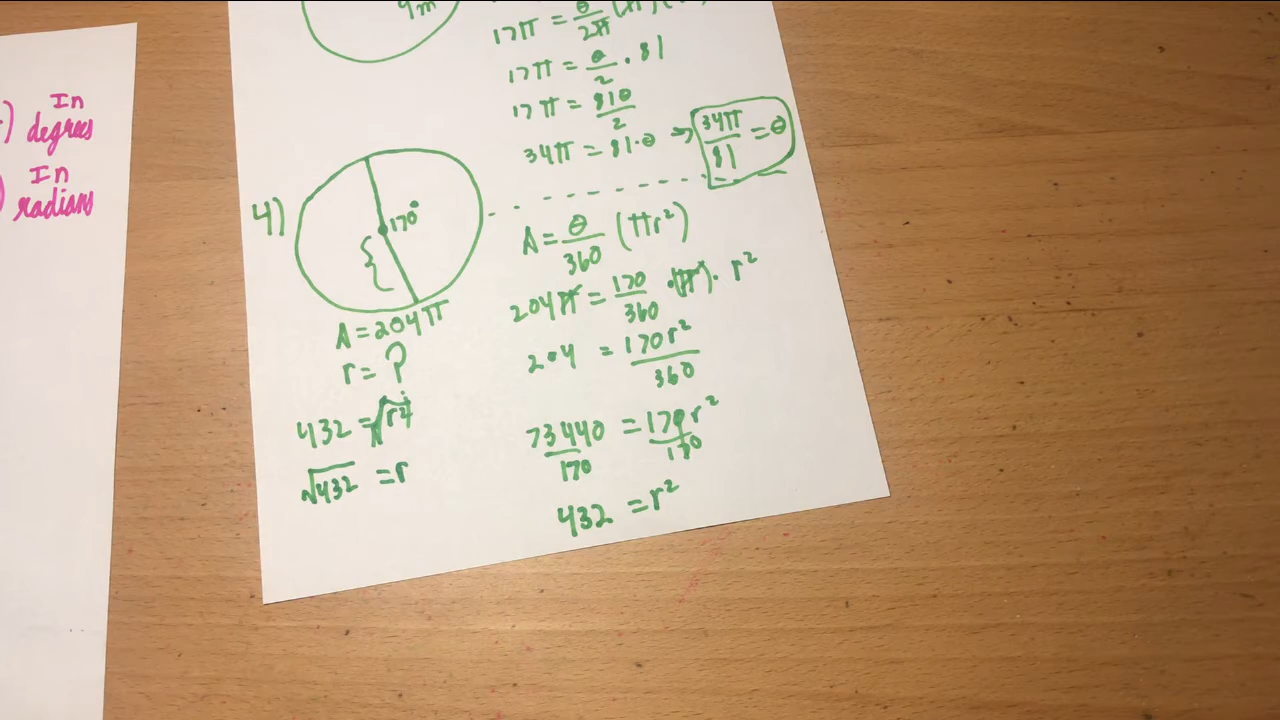 In
degrees
In
radians
9m
17π = θ/2π
17π = θ/2 · 81
17π = 81θ/2
34π = 81·θ → 34π/81 = θ
4)
170°
A = 204π
r = ?
432 = √r²
√432 = r
A = θ/360 (πr²)
204π = 170/360 · (π) · r²
204 = 170r²/360
73440/170 = 170r²/170
432 = r²